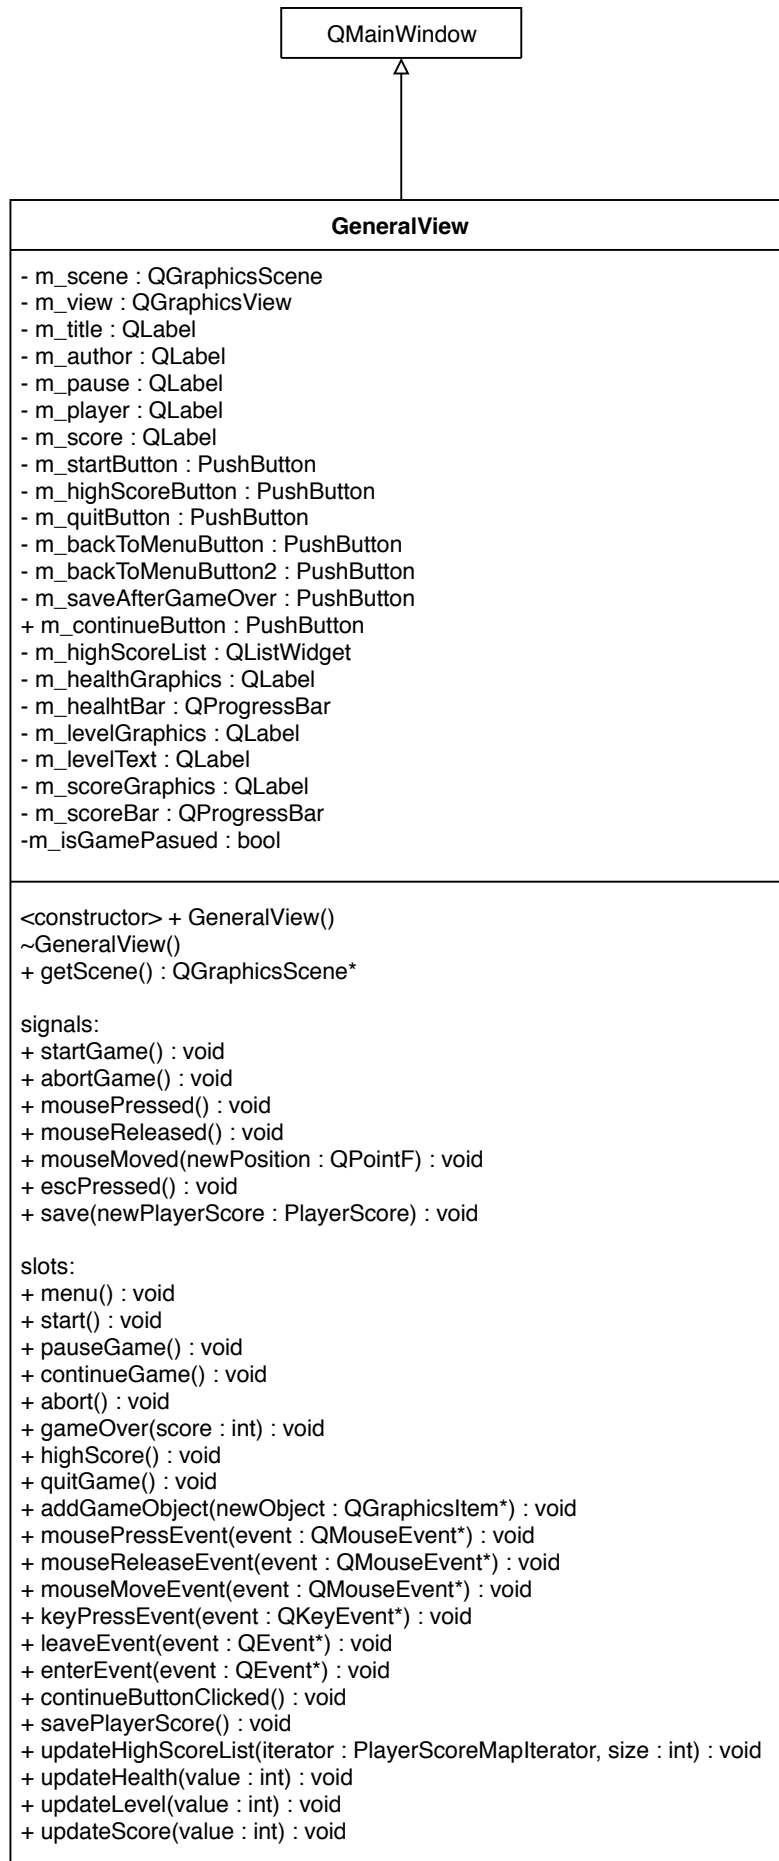 QMainWindow
GeneralView
- m_scene : QGraphicsScene
- m_view : QGraphicsView
- m_title : QLabel
- m_author : QLabel
- m_pause : QLabel
- m_player : QLabel
- m_score : QLabel
- m_startButton : PushButton
- m_highScoreButton : PushButton
- m_quitButton : PushButton
- m_backToMenuButton : PushButton
- m_backToMenuButton2 : PushButton
- m_saveAfterGameOver : PushButton
+ m_continueButton : PushButton
- m_highScoreList : QListWidget
- m_healthGraphics : QLabel
- m_healhtBar : QProgressBar
- m_levelGraphics : QLabel
- m_levelText : QLabel
- m_scoreGraphics : QLabel
- m_scoreBar : QProgressBar
-m_isGamePasued : bool
<constructor> + GeneralView()
~GeneralView()
+ getScene() : QGraphicsScene*
signals:
+ startGame() : void
+ abortGame() : void
+ mousePressed() : void
+ mouseReleased() : void
+ mouseMoved(newPosition : QPointF) : void
+ escPressed() : void
+ save(newPlayerScore : PlayerScore) : void
slots:
+ menu() : void
+ start() : void
+ pauseGame() : void
+ continueGame() : void
+ abort() : void
+ gameOver(score : int) : void
+ highScore() : void
+ quitGame() : void
+ addGameObject(newObject : QGraphicsItem*) : void
+ mousePressEvent(event : QMouseEvent*) : void
+ mouseReleaseEvent(event : QMouseEvent*) : void
+ mouseMoveEvent(event : QMouseEvent*) : void
+ keyPressEvent(event : QKeyEvent*) : void
+ leaveEvent(event : QEvent*) : void
+ enterEvent(event : QEvent*) : void
+ continueButtonClicked() : void
+ savePlayerScore() : void
+ updateHighScoreList(iterator : PlayerScoreMapIterator, size : int) : void
+ updateHealth(value : int) : void
+ updateLevel(value : int) : void
+ updateScore(value : int) : void